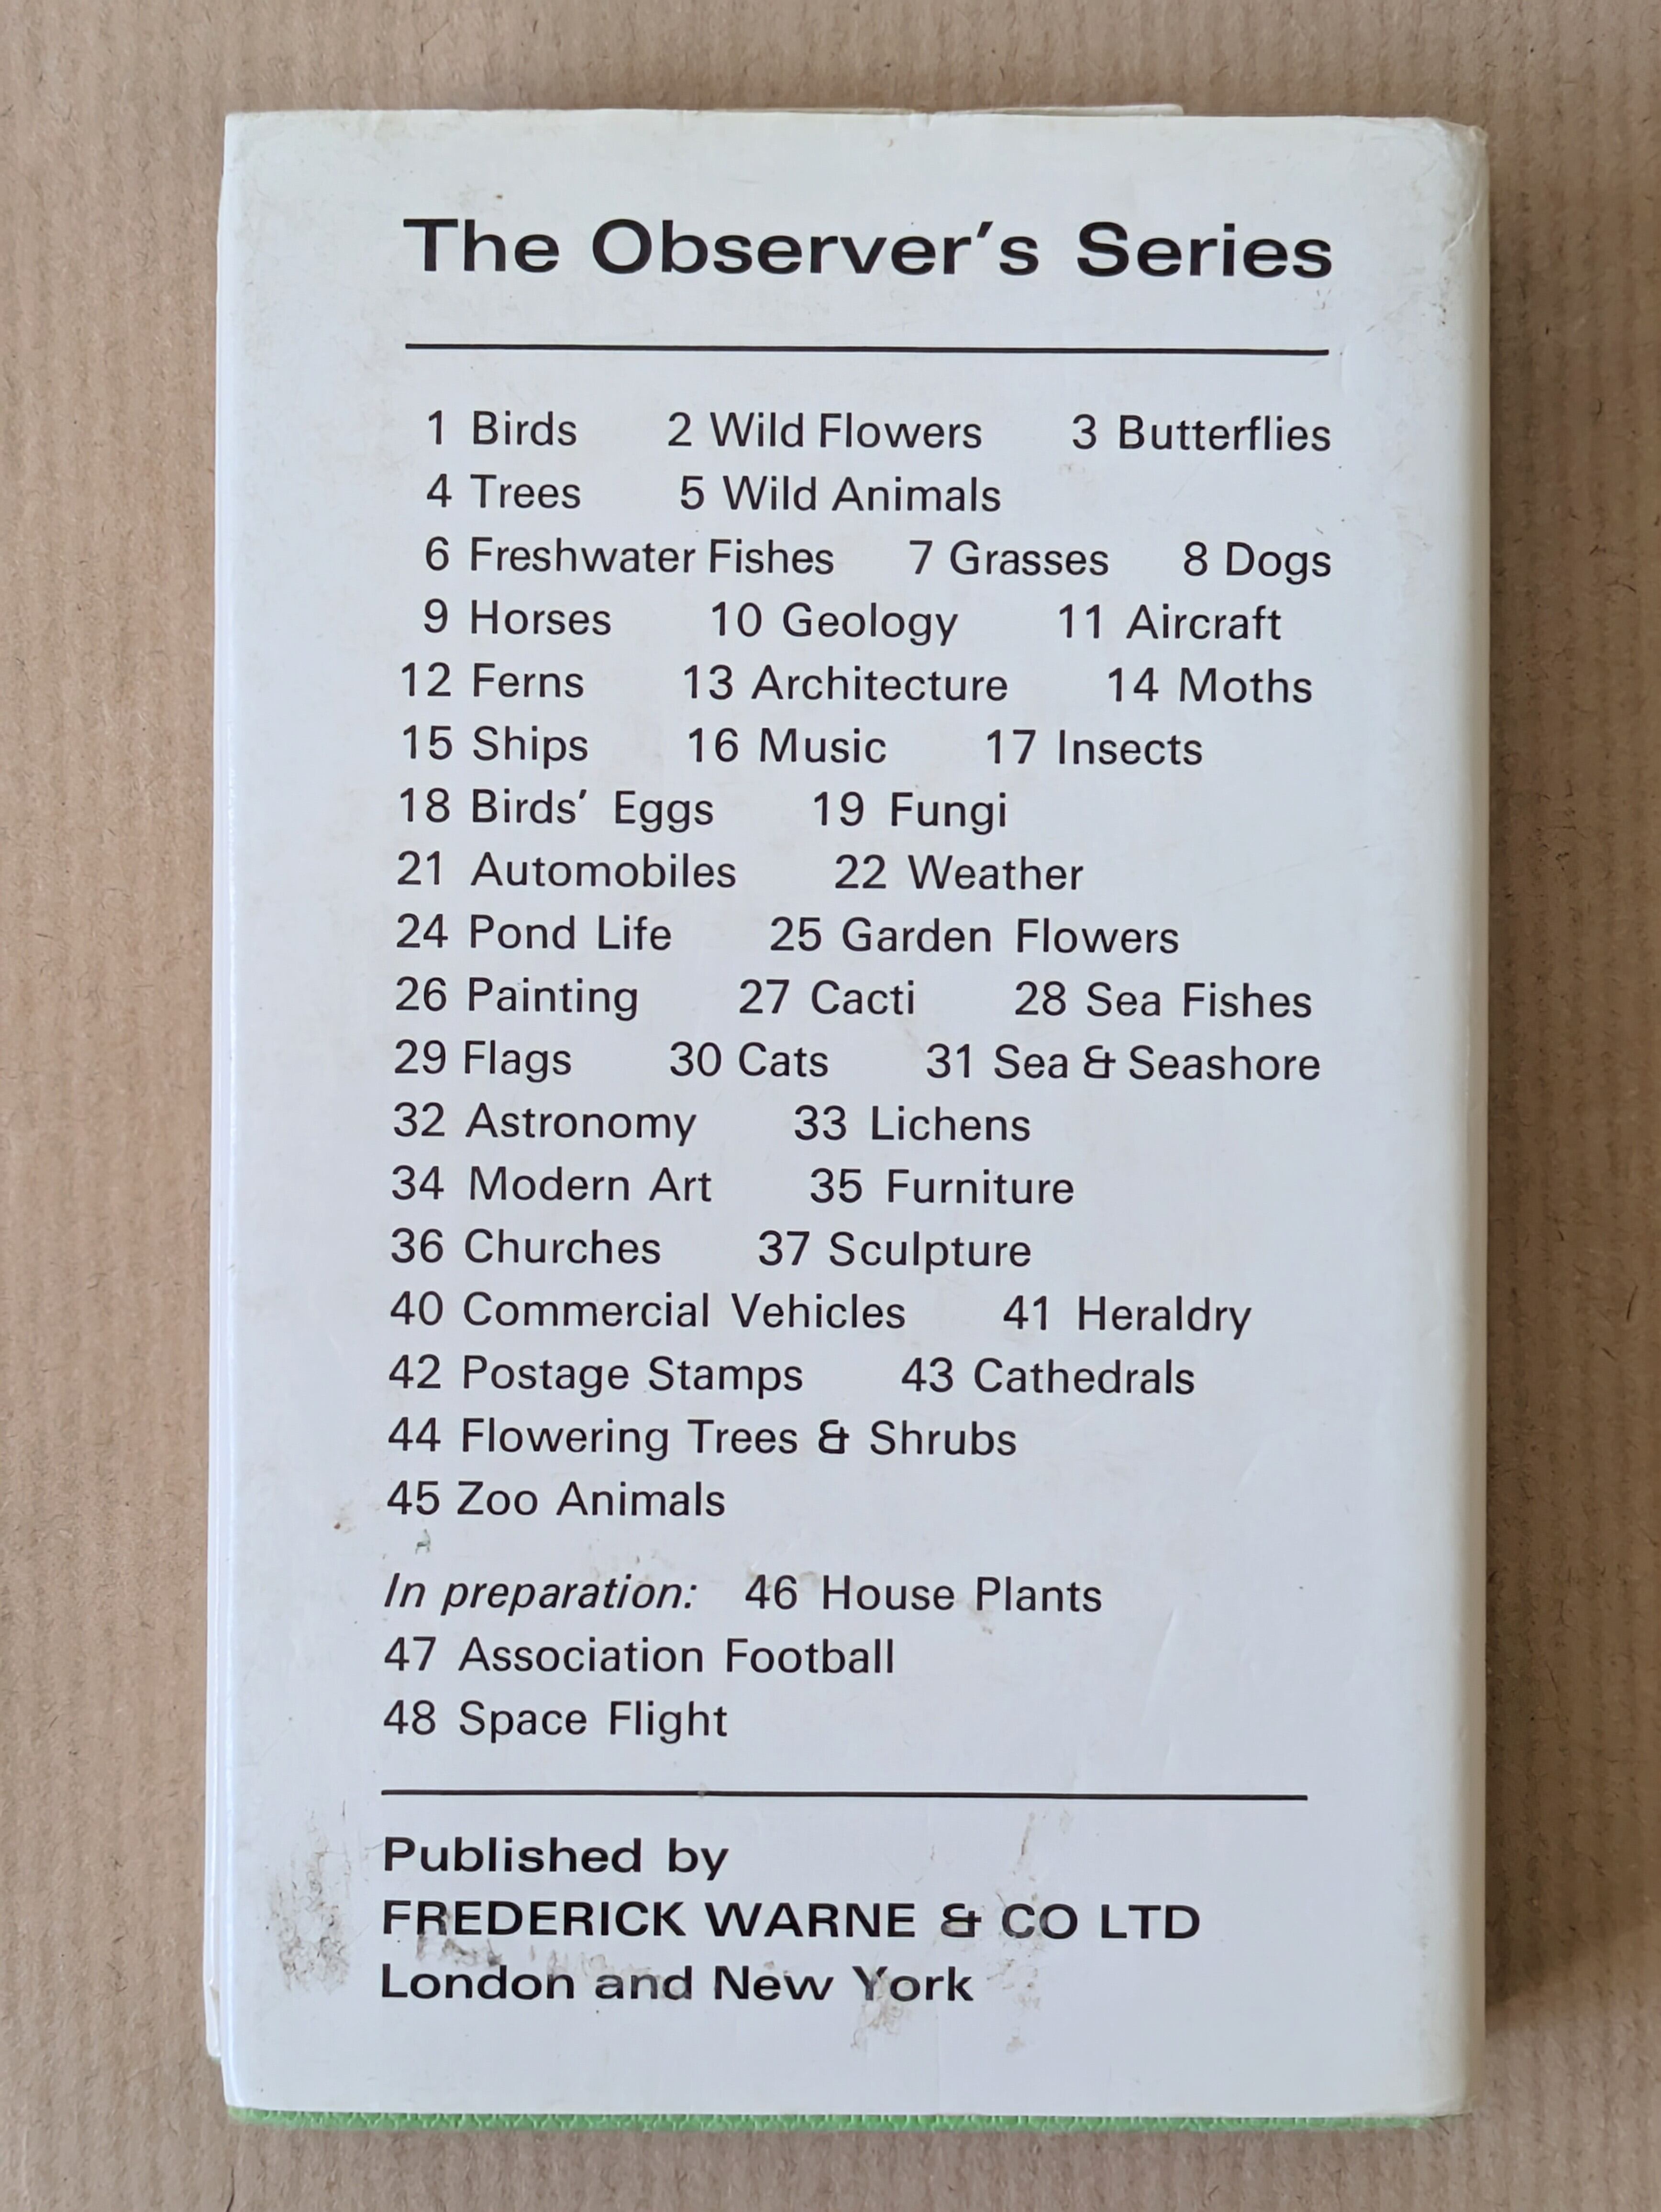 The Observer's Series
1 Birds 2 Wild Flowers 3 Butterflies
4 Trees 5 Wild Animals
6 Freshwater Fishes 7 Grasses 8 Dogs
9 Horses 10 Geology 11 Aircraft
12 Ferns 13 Architecture 14 Moths
15 Ships 16 Music 17 Insects
18 Birds' Eggs 19 Fungi
21 Automobiles 22 Weather
24 Pond Life 25 Garden Flowers
26 Painting 27 Cacti 28 Sea Fishes
29 Flags 30 Cats 31 Sea & Seashore
32 Astronomy 33 Lichens
34 Modern Art 35 Furniture
36 Churches 37 Sculpture
40 Commercial Vehicles 41 Heraldry
42 Postage Stamps 43 Cathedrals
44 Flowering Trees & Shrubs
45 Zoo Animals
In preparation: 46 House Plants
47 Association Football
48 Space Flight
Published by
FREDERICK WARNE & CO LTD
London and New York